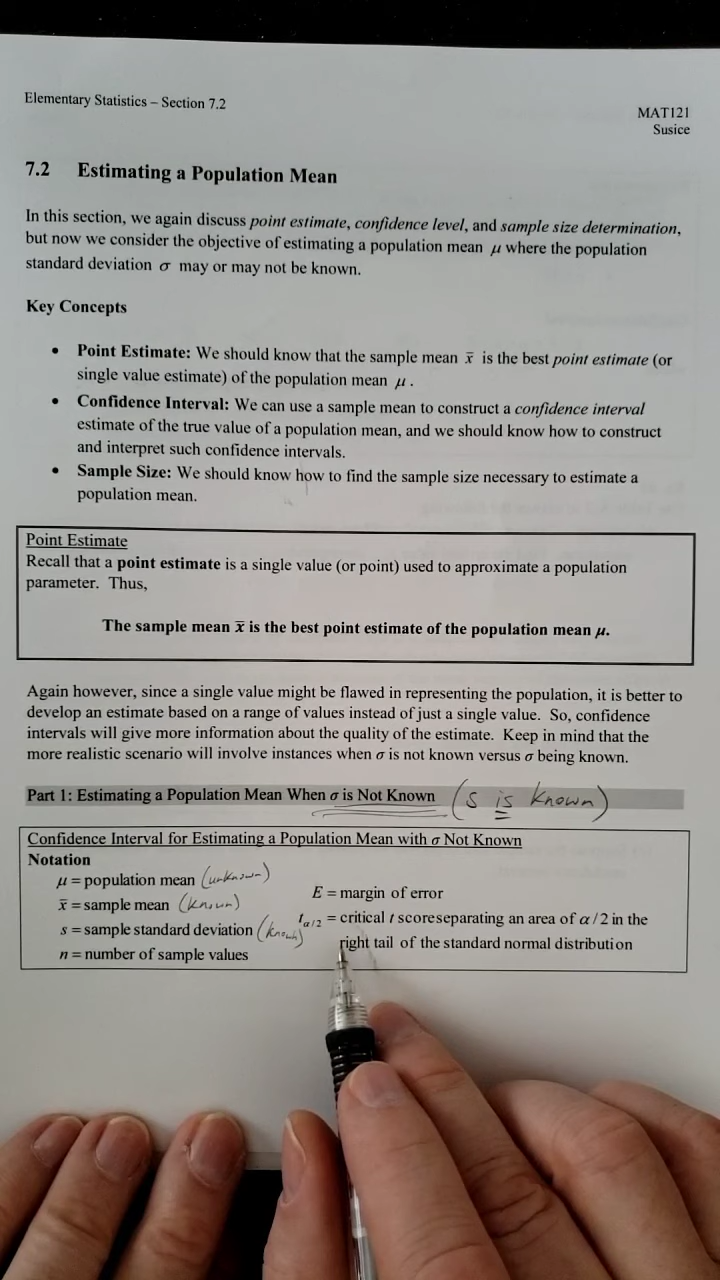 Elementary Statistics – Section 7.2
MAT121
Susice
7.2 Estimating a Population Mean
In this section, we again discuss point estimate, confidence level, and sample size determination,
but now we consider the objective of estimating a population mean μ where the population
standard deviation σ may or may not be known.
Key Concepts
• Point Estimate: We should know that the sample mean x̄ is the best point estimate (or
single value estimate) of the population mean μ.
• Confidence Interval: We can use a sample mean to construct a confidence interval
estimate of the true value of a population mean, and we should know how to construct
and interpret such confidence intervals.
• Sample Size: We should know how to find the sample size necessary to estimate a
population mean.
Point Estimate
Recall that a point estimate is a single value (or point) used to approximate a population
parameter. Thus,
The sample mean x̄ is the best point estimate of the population mean μ.
Again however, since a single value might be flawed in representing the population, it is better to
develop an estimate based on a range of values instead of just a single value. So, confidence
intervals will give more information about the quality of the estimate. Keep in mind that the
more realistic scenario will involve instances when σ is not known versus σ being known.
Part 1: Estimating a Population Mean When σ is Not Known (s is known)
Confidence Interval for Estimating a Population Mean with σ Not Known
Notation
μ = population mean (unknown)
x̄ = sample mean (known)
s = sample standard deviation (known)
n = number of sample values
E = margin of error
t α/2 = critical t scoreseparating an area of α/2 in the
right tail of the standard normal distribution